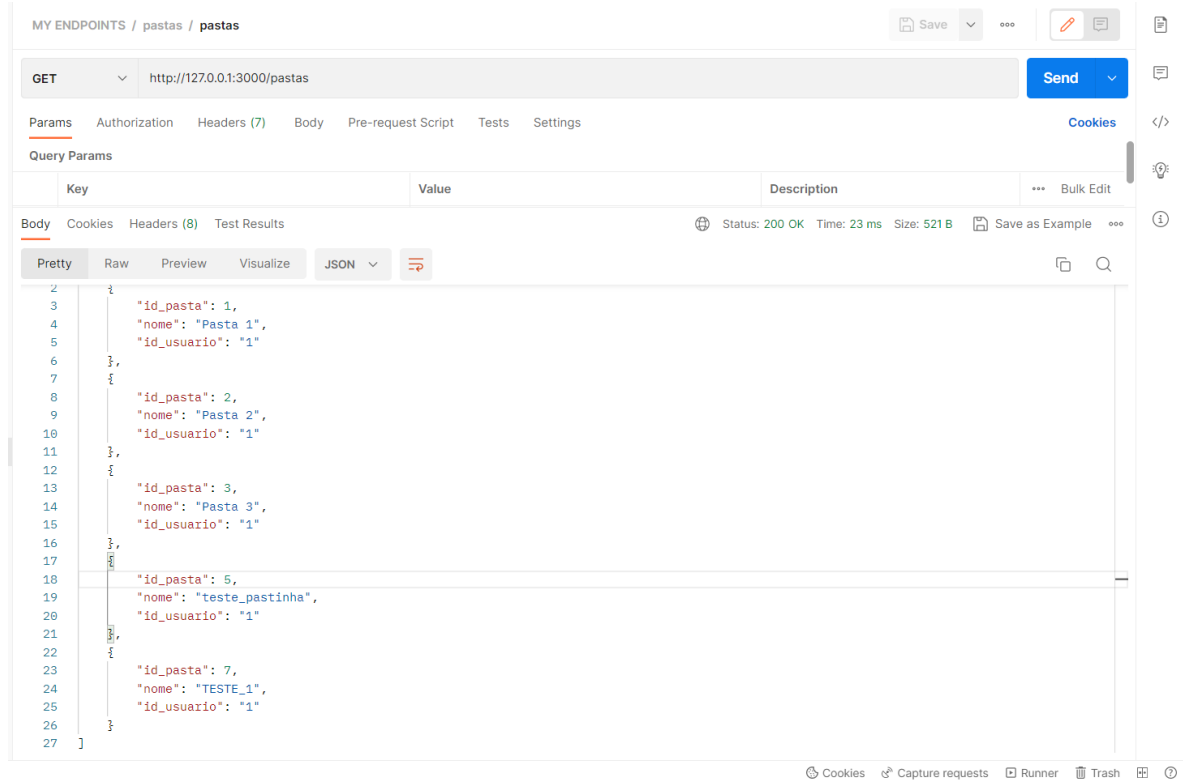 MY ENDPOINTS / pastas / pastas
Save
GET http://127.0.0.1:3000/pastas Send
Params Authorization Headers (7) Body Pre-request Script Tests Settings Cookies
Query Params
Key Value Description Bulk Edit
Body Cookies Headers (8) Test Results Status: 200 OK Time: 23 ms Size: 521 B Save as Example
Pretty Raw Preview Visualize JSON
2 {
3 "id_pasta": 1,
4 "nome": "Pasta 1",
5 "id_usuario": "1"
6 },
7 {
8 "id_pasta": 2,
9 "nome": "Pasta 2",
10 "id_usuario": "1"
11 },
12 {
13 "id_pasta": 3,
14 "nome": "Pasta 3",
15 "id_usuario": "1"
16 },
17 {
18 "id_pasta": 5,
19 "nome": "teste_pastinha",
20 "id_usuario": "1"
21 },
22 {
23 "id_pasta": 7,
24 "nome": "TESTE_1",
25 "id_usuario": "1"
26 }
27 ]
Cookies Capture requests Runner Trash